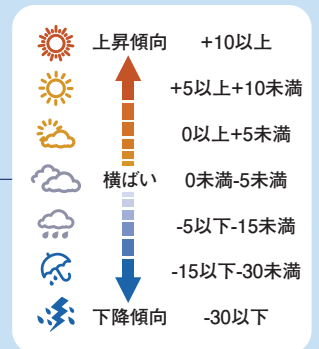 上昇傾向 +10以上
+5以上+10未満
0以上+5未満
横ばい 0未満-5未満
-5以下-15未満
-15以下-30未満
下降傾向 -30以下